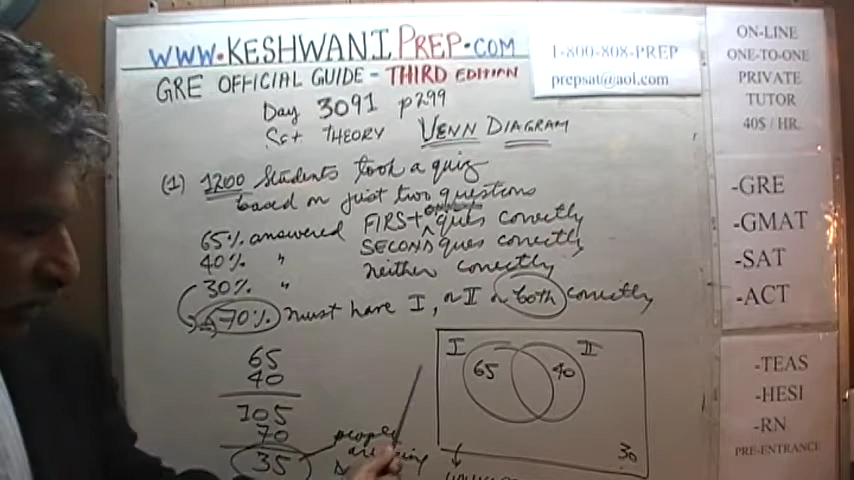 WWW.KESHWANIPREP.COM
GRE OFFICIAL GUIDE - THIRD EDITION
Day 3091 p299
Set THEORY VENN DIAGRAM
(1) 1200 Students took a quiz
based on just two questions
65% answered FIRST ques correctly
40% " SECOND ques correctly
30% " neither correctly
70% must have I, or II or both correctly
65
40
105
70
35
people
are being
I II
65 40
30
1-800-808-PREP
prepsat@aol.com
ON-LINE
ONE-TO-ONE
PRIVATE
TUTOR
40$ / HR.
-GRE
-GMAT
-SAT
-ACT
-TEAS
-HESI
-RN
PRE-ENTRANCE